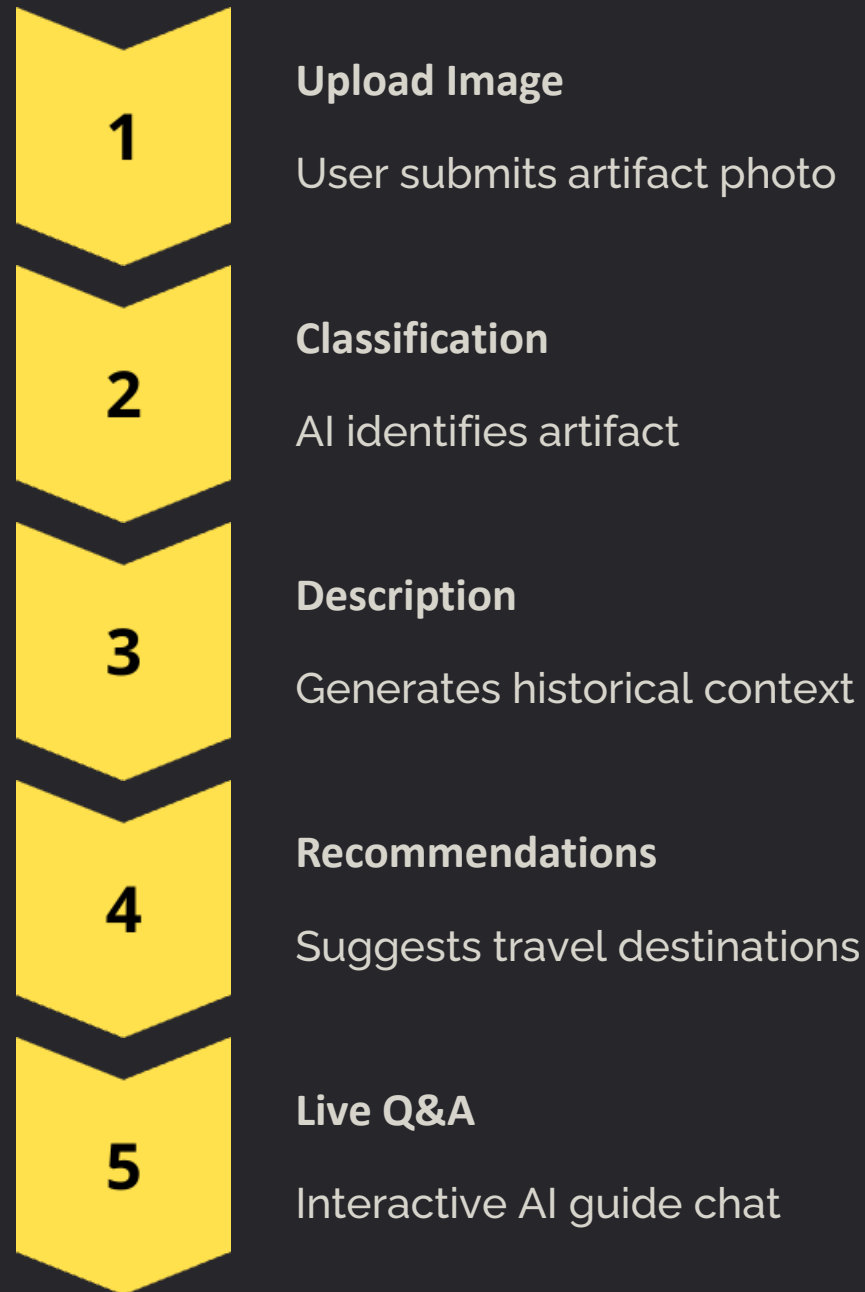 1
Upload Image
User submits artifact photo
2
Classification
AI identifies artifact
3
Description
Generates historical context
4
Recommendations
Suggests travel destinations
5
Live Q&A
Interactive AI guide chat